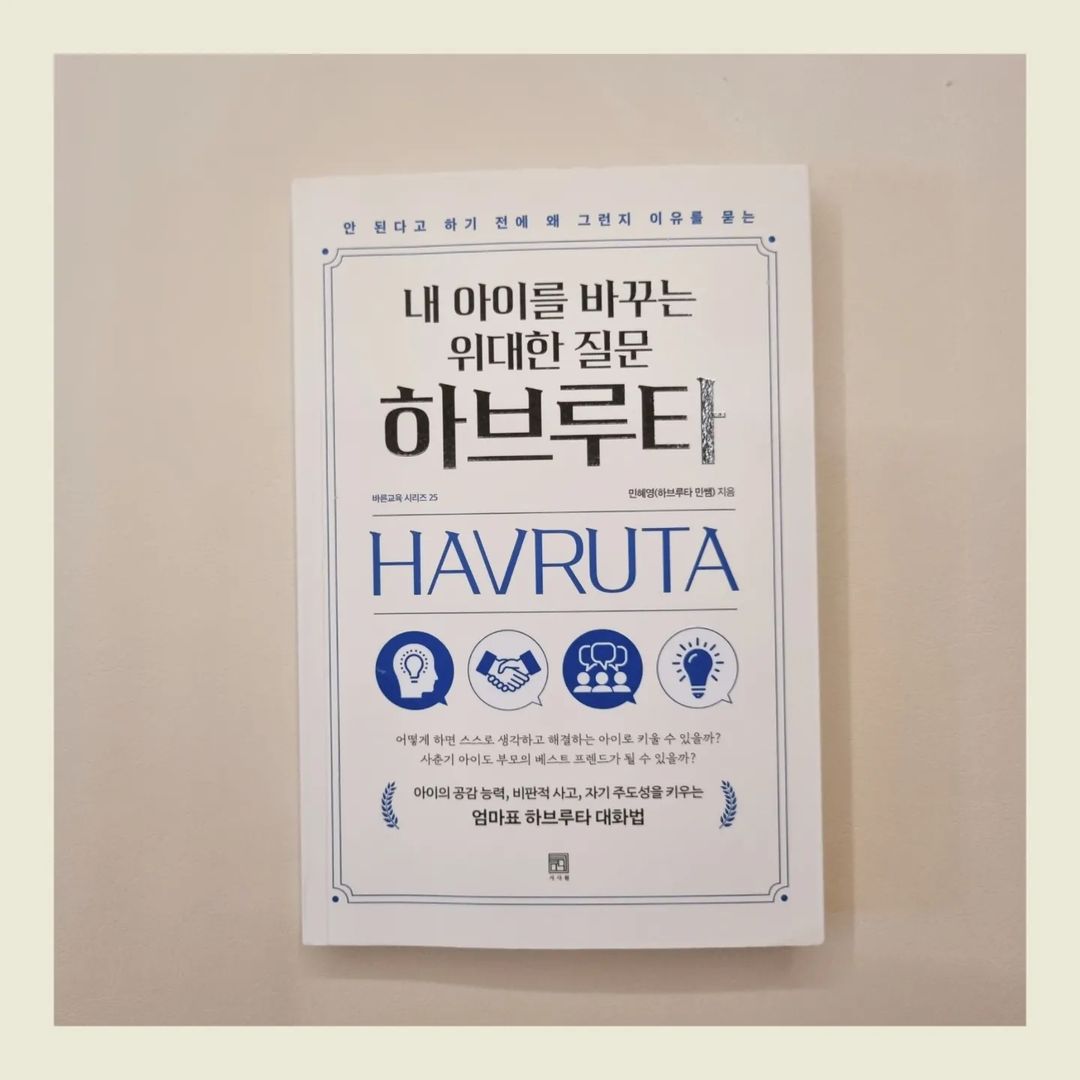 안 된다고 하기 전에 왜 그런지 이유를 묻는
내 아이를 바꾸는
위대한 질문
하브루타
바른교육 시리즈 25
민혜영(하브루타 민쌤) 지음
HAVRUTA
어떻게 하면 스스로 생각하고 해결하는 아이로 키울 수 있을까?
사춘기 아이도 부모의 베스트 프렌드가 될 수 있을까?
아이의 공감 능력, 비판적 사고, 자기 주도성을 키우는
엄마표 하브루타 대화법
서사원